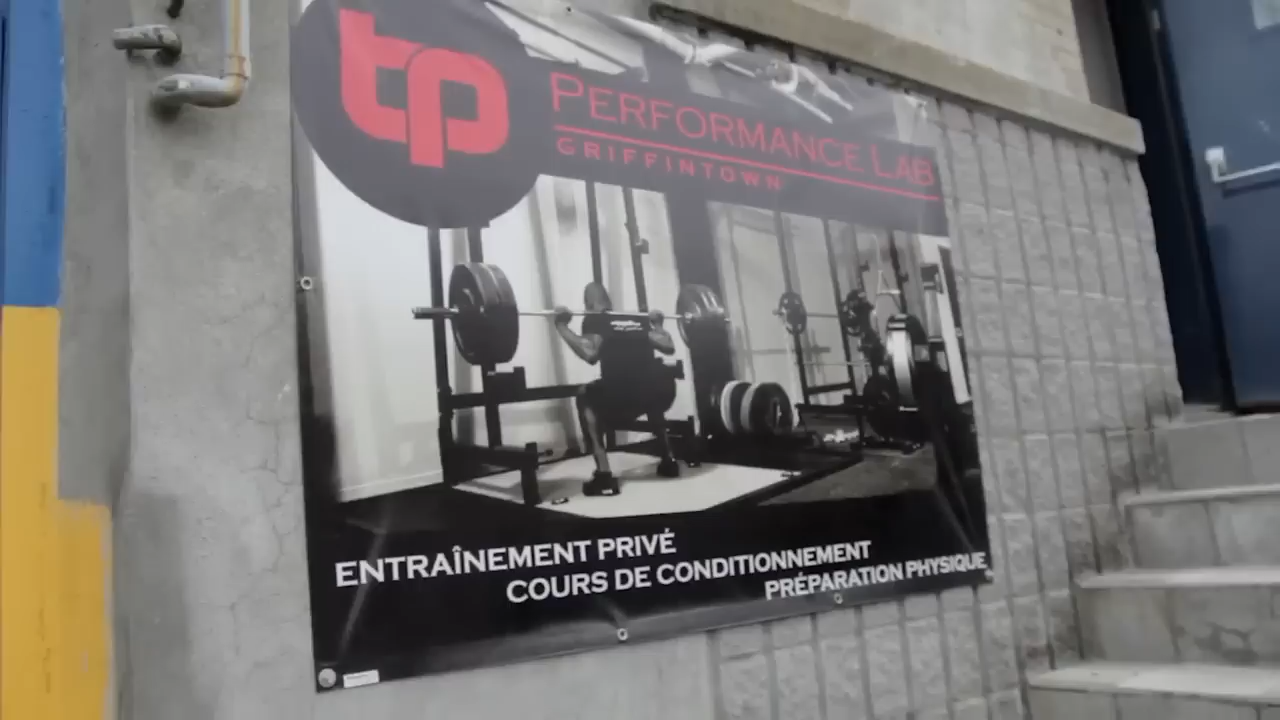 tp
PERFORMANCE LAB
GRIFFINTOWN
ENTRAÎNEMENT PRIVÉ
COURS DE CONDITIONNEMENT
PRÉPARATION PHYSIQUE